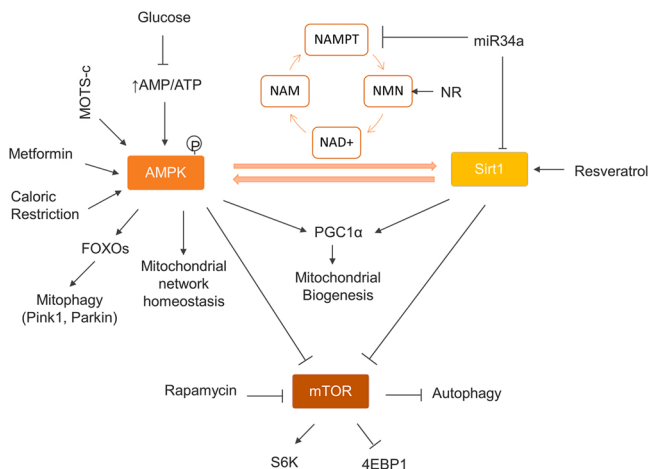 Glucose
NAMPT
miR34a
MOTS-c
↑AMP/ATP
NAM
NMN
NR
P
NAD+
Metformin
AMPK
Sirt1
Resveratrol
Caloric
Restriction
FOXOs
PGC1α
Mitochondrial
network
homeostasis
Mitochondrial
Biogenesis
Mitophagy
(Pink1, Parkin)
Rapamycin
mTOR
Autophagy
S6K
4EBP1